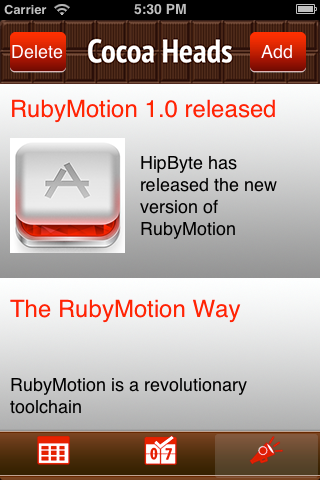 Carrier 5:30 PM
Delete Cocoa Heads Add
RubyMotion 1.0 released
HipByte has
released the new
version of
RubyMotion
The RubyMotion Way
RubyMotion is a revolutionary
toolchain
07